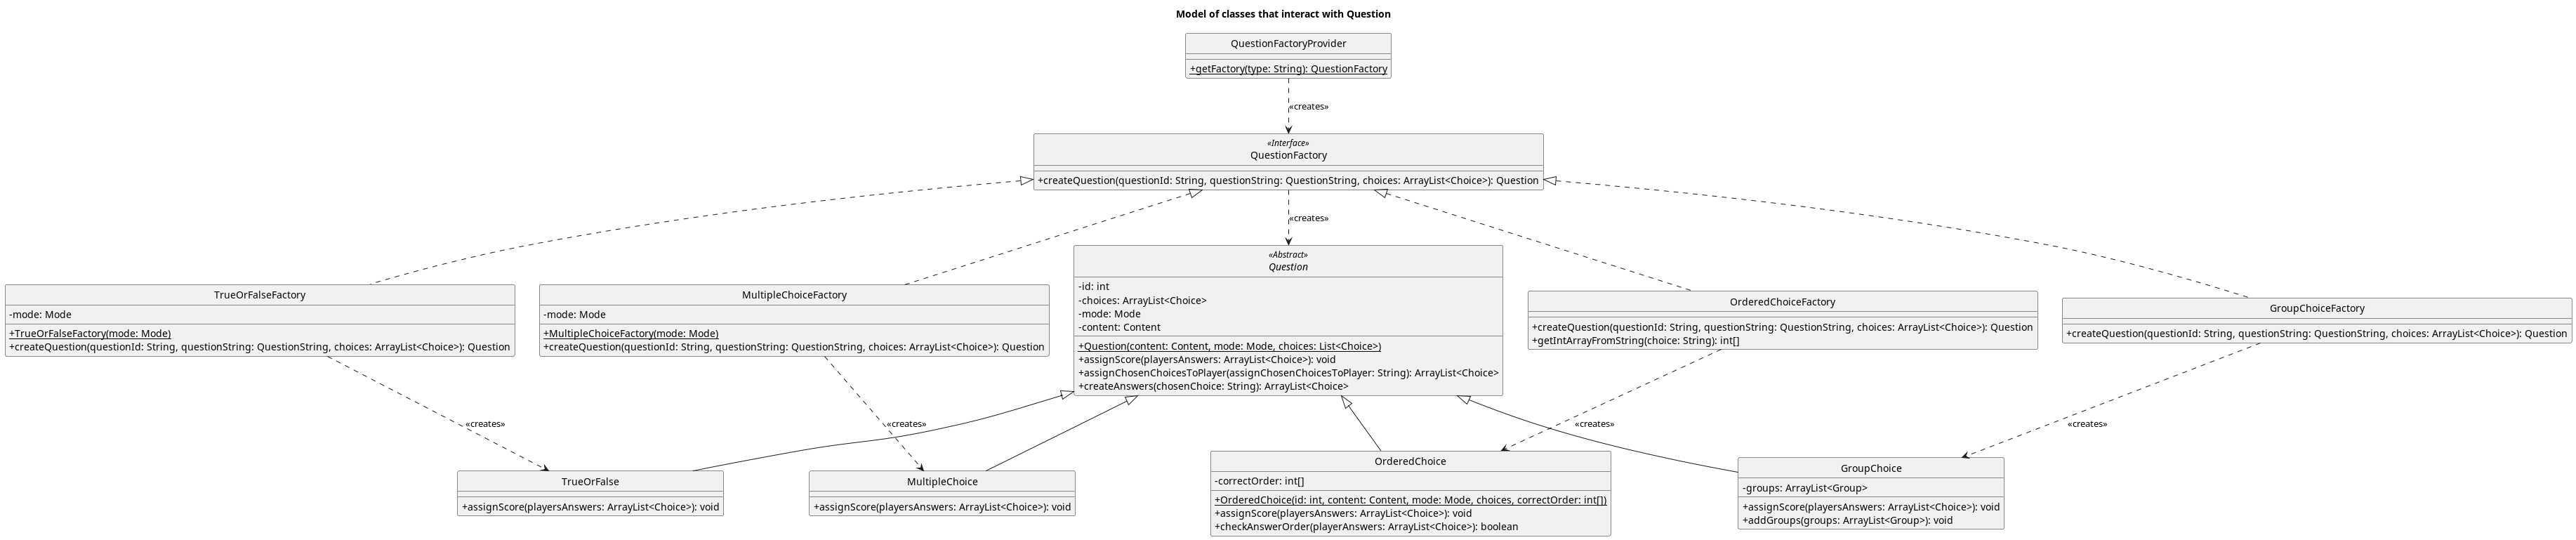 Model of classes that interact with Question
QuestionFactoryProvider
+getFactory(type: String): QuestionFactory
«creates»
«Interface»
QuestionFactory
+createQuestion(questionId: String, questionString: QuestionString, choices: ArrayList<Choice>): Question
«creates»
TrueOrFalseFactory
-mode: Mode
+TrueOrFalseFactory(mode: Mode)
+createQuestion(questionId: String, questionString: QuestionString, choices: ArrayList<Choice>): Question
MultipleChoiceFactory
-mode: Mode
+MultipleChoiceFactory(mode: Mode)
+createQuestion(questionId: String, questionString: QuestionString, choices: ArrayList<Choice>): Question
«Abstract»
Question
-id: int
-choices: ArrayList<Choice>
-mode: Mode
-content: Content
+Question(content: Content, mode: Mode, choices: List<Choice>)
+assignScore(playersAnswers: ArrayList<Choice>): void
+assignChosenChoicesToPlayer(assignChosenChoicesToPlayer: String): ArrayList<Choice>
+createAnswers(chosenChoice: String): ArrayList<Choice>
OrderedChoiceFactory
+createQuestion(questionId: String, questionString: QuestionString, choices: ArrayList<Choice>): Question
+getIntArrayFromString(choice: String): int[]
GroupChoiceFactory
+createQuestion(questionId: String, questionString: QuestionString, choices: ArrayList<Choice>): Question
«creates»
«creates»
«creates»
«creates»
TrueOrFalse
+assignScore(playersAnswers: ArrayList<Choice>): void
MultipleChoice
+assignScore(playersAnswers: ArrayList<Choice>): void
OrderedChoice
-correctOrder: int[]
+OrderedChoice(id: int, content: Content, mode: Mode, choices, correctOrder: int[])
+assignScore(playersAnswers: ArrayList<Choice>): void
+checkAnswerOrder(playerAnswers: ArrayList<Choice>): boolean
GroupChoice
-groups: ArrayList<Group>
+assignScore(playersAnswers: ArrayList<Choice>): void
+addGroups(groups: ArrayList<Group>): void